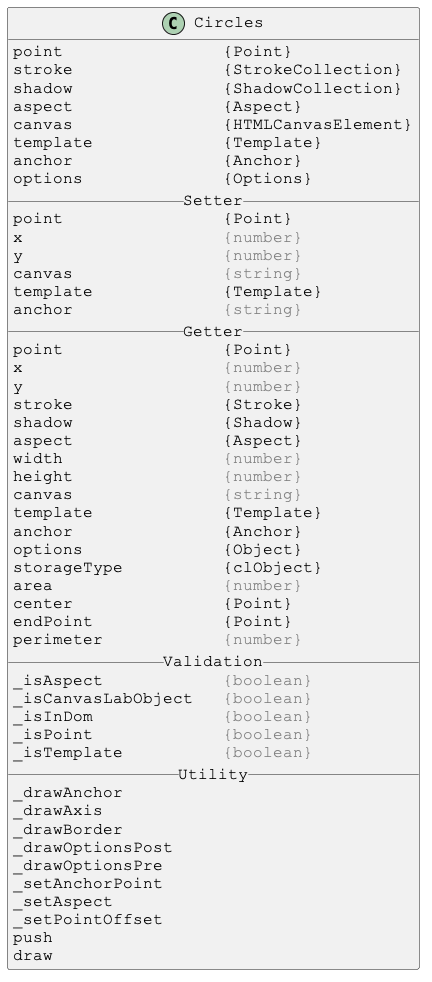 C Circles
point {Point}
stroke {StrokeCollection}
shadow {ShadowCollection}
aspect {Aspect}
canvas {HTMLCanvasElement}
template {Template}
anchor {Anchor}
options {Options}
Setter
point {Point}
x {number}
y {number}
canvas {string}
template {Template}
anchor {string}
Getter
point {Point}
x {number}
y {number}
stroke {Stroke}
shadow {Shadow}
aspect {Aspect}
width {number}
height {number}
canvas {string}
template {Template}
anchor {Anchor}
options {Object}
storageType {clObject}
area {number}
center {Point}
endPoint {Point}
perimeter {number}
Validation
_isAspect {boolean}
_isCanvasLabObject {boolean}
_isInDom {boolean}
_isPoint {boolean}
_isTemplate {boolean}
Utility
_drawAnchor
_drawAxis
_drawBorder
_drawOptionsPost
_drawOptionsPre
_setAnchorPoint
_setAspect
_setPointOffset
push
draw